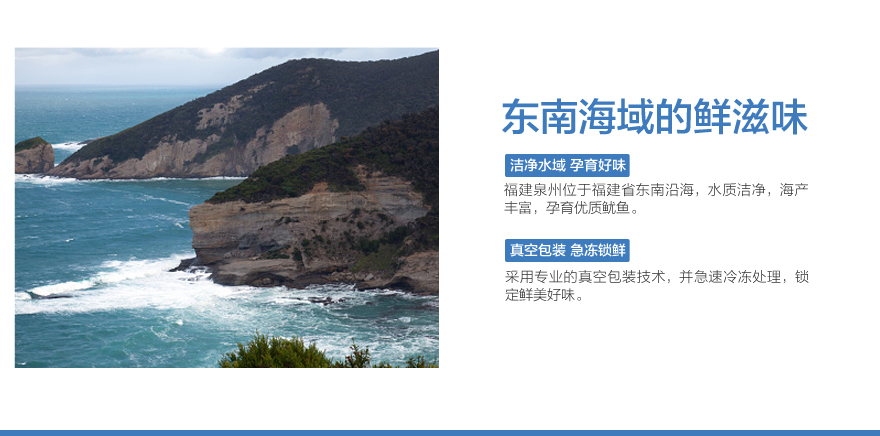 东南海域的鲜滋味
洁净水域 孕育好味
福建泉州位于福建省东南沿海，水质洁净，海产
丰富，孕育优质鱿鱼。
真空包装 急冻锁鲜
采用专业的真空包装技术，并急速冷冻处理，锁
定鲜美好味。